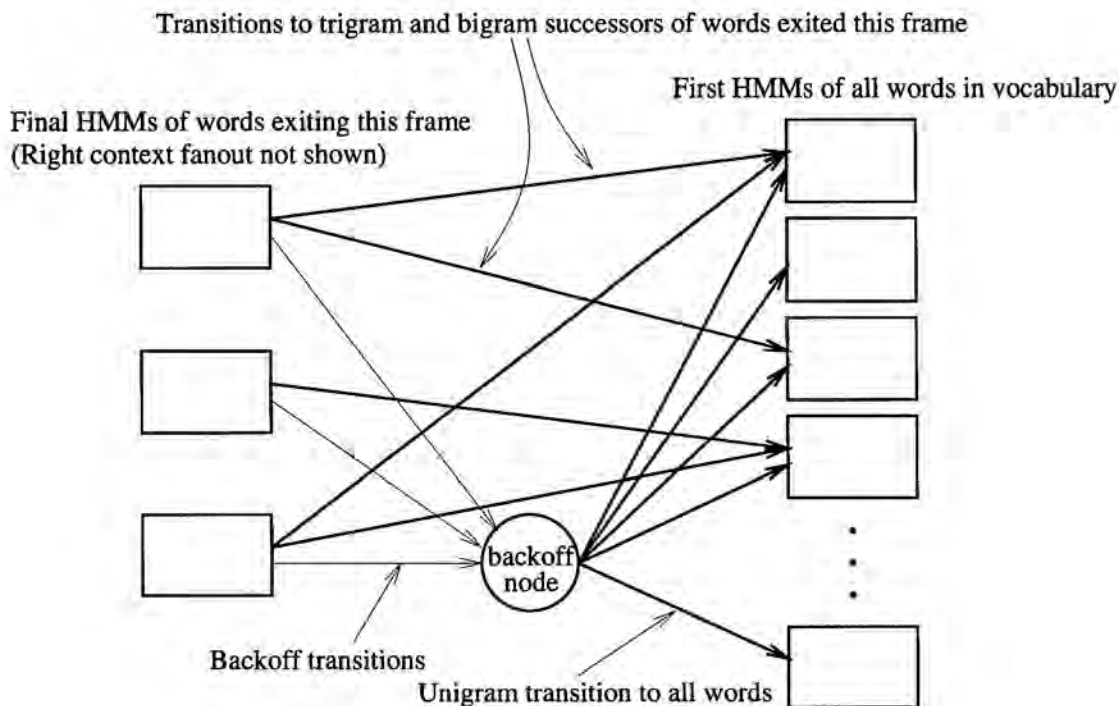 Transitions to trigram and bigram successors of words exited this frame
First HMMs of all words in vocabulary
Final HMMs of words exiting this frame
(Right context fanout not shown)
backoff
node
Backoff transitions
Unigram transition to all words